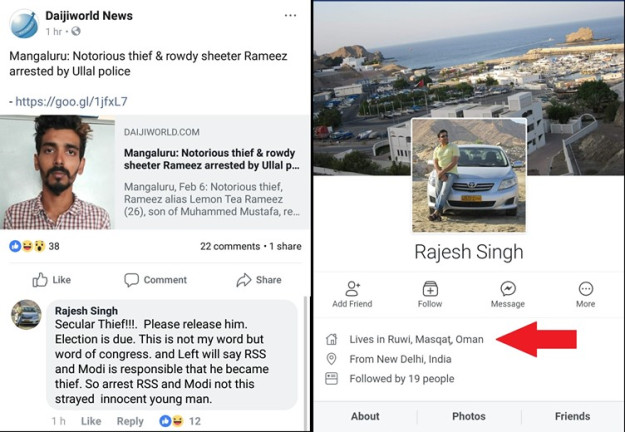 Daijiworld News
1 hr •
Mangaluru: Notorious thief & rowdy sheeter Rameez
arrested by Ullal police
- https://goo.gl/1jfxL7
DAIJIWORLD.COM
Mangaluru: Notorious thief & rowdy
sheeter Rameez arrested by Ullal p...
Mangaluru, Feb 6: Notorious thief,
Rameez alias Lemon Tea Rameez
(26), son of Muhammed Mustafa, re...
38
22 comments • 1 share
Like Comment Share
Rajesh Singh
Secular Thief!!!. Please release him.
Election is due. This is not my word but
word of congress. and Left will say RSS
and Modi is responsible that he became
thief. So arrest RSS and Modi not this
strayed innocent young man.
1 h Like Reply 12
Rajesh Singh
Add Friend Follow Message More
Lives in Ruwi, Masqaţ, Oman
From New Delhi, India
Followed by 19 people
About Photos Friends